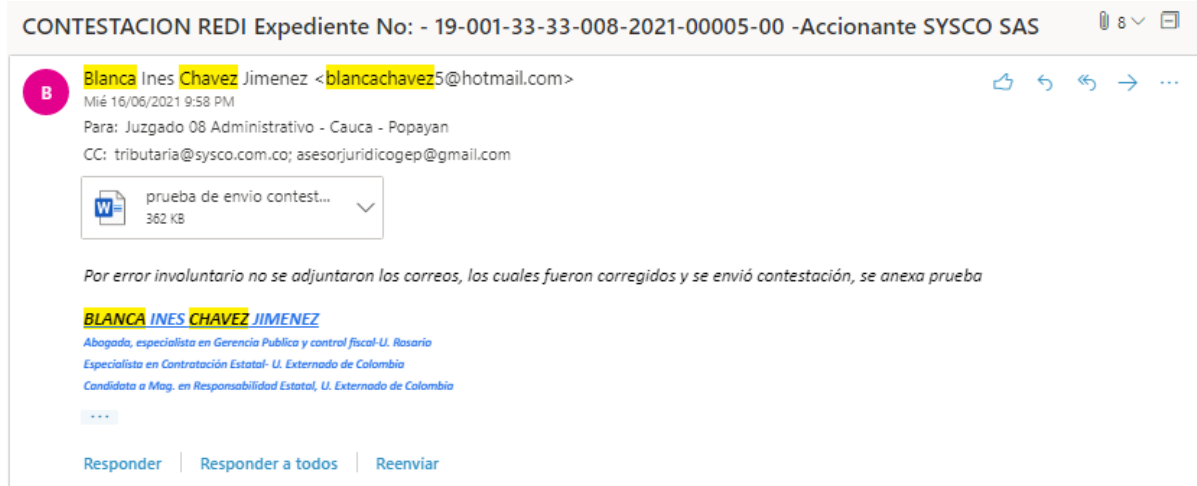 CONTESTACION REDI Expediente No: - 19-001-33-33-008-2021-00005-00 -Accionante SYSCO SAS
8
B
Blanca Ines Chavez Jimenez <blancachavez5@hotmail.com>
Mié 16/06/2021 9:58 PM
Para: Juzgado 08 Administrativo - Cauca - Popayan
CC: tributaria@sysco.com.co; asesorjuridicogep@gmail.com
prueba de envio contest...
362 KB
Por error involuntario no se adjuntaron los correos, los cuales fueron corregidos y se envió contestación, se anexa prueba
BLANCA INES CHAVEZ JIMENEZ
Abogada, especialista en Gerencia Publica y control fiscal-U. Rosario
Especialista en Contratación Estatal- U. Externado de Colombia
Candidata a Mag. en Responsabilidad Estatal, U. Externado de Colombia
...
Responder | Responder a todos | Reenviar